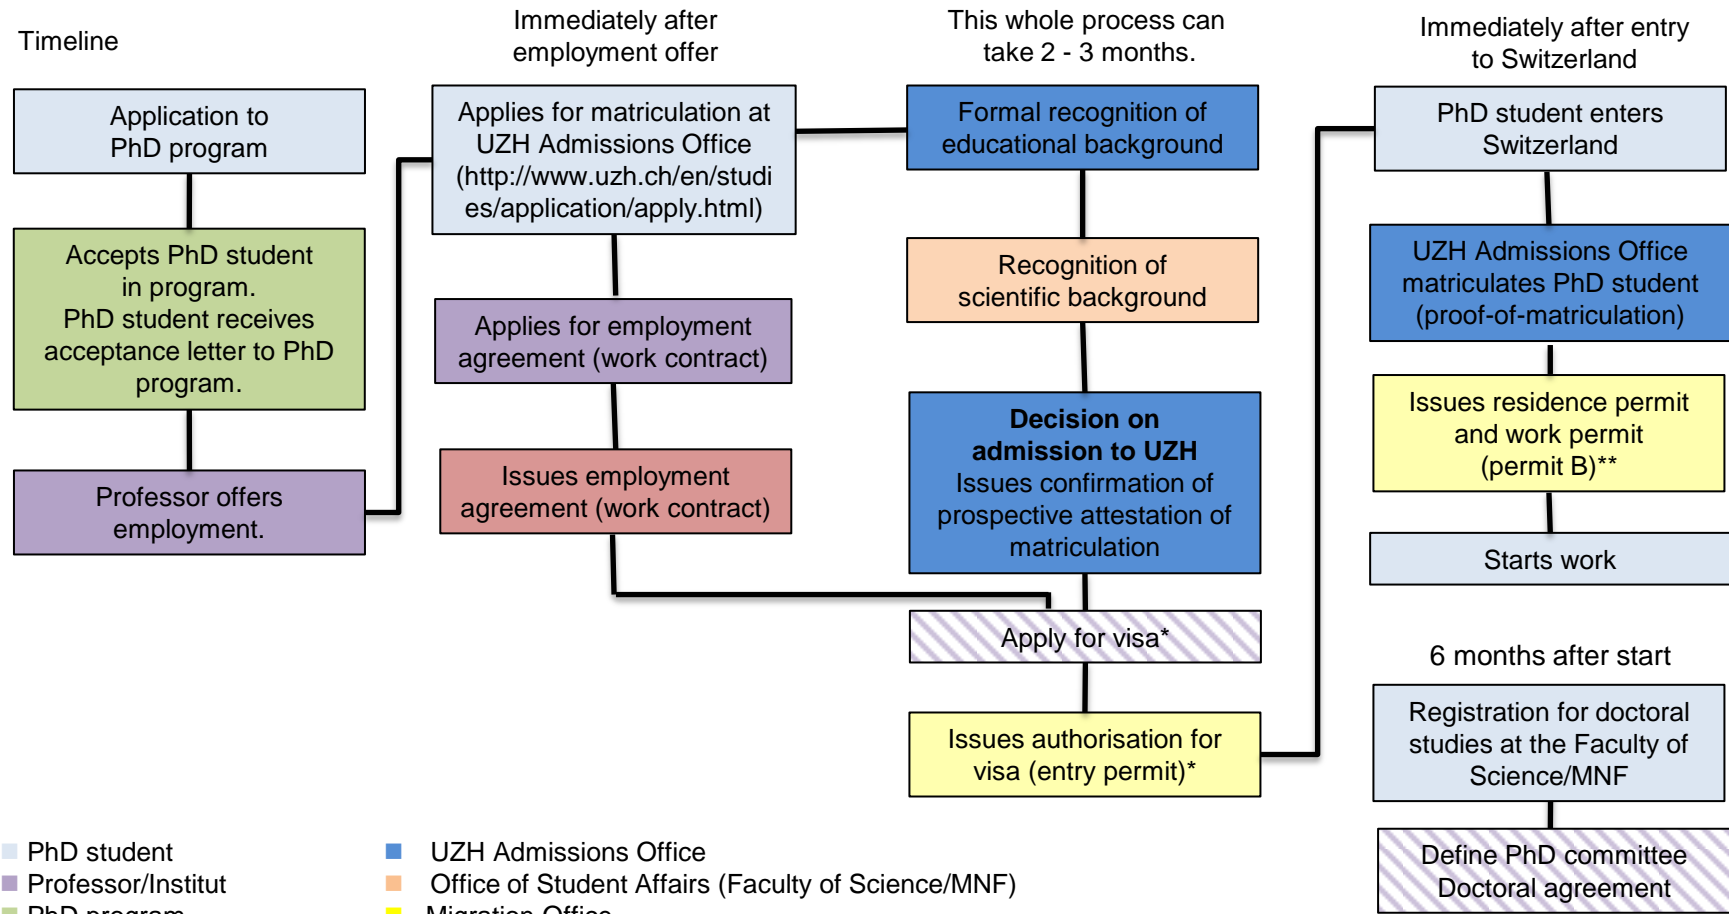 Timeline
Application to
PhD program
Accepts PhD student
in program.
PhD student receives
acceptance letter to PhD
program.
Professor offers
employment.
Immediately after
employment offer
Applies for matriculation at
UZH Admissions Office
(http://www.uzh.ch/en/studi
es/application/apply.html)
Applies for employment
agreement (work contract)
Issues employment
agreement (work contract)
This whole process can
take 2 - 3 months.
Formal recognition of
educational background
Recognition of
scientific background
Decision on
admission to UZH
Issues confirmation of
prospective attestation of
matriculation
Apply for visa*
Issues authorisation for
visa (entry permit)*
Immediately after entry
to Switzerland
PhD student enters
Switzerland
UZH Admissions Office
matriculates PhD student
(proof-of-matriculation)
Issues residence permit
and work permit
(permit B)**
Starts work
6 months after start
Registration for doctoral
studies at the Faculty of
Science/MNF
Define PhD committee
Doctoral agreement
PhD student
Professor/Institut
PhD program
UZH Admissions Office
Office of Student Affairs (Faculty of Science/MNF)
Migration Office